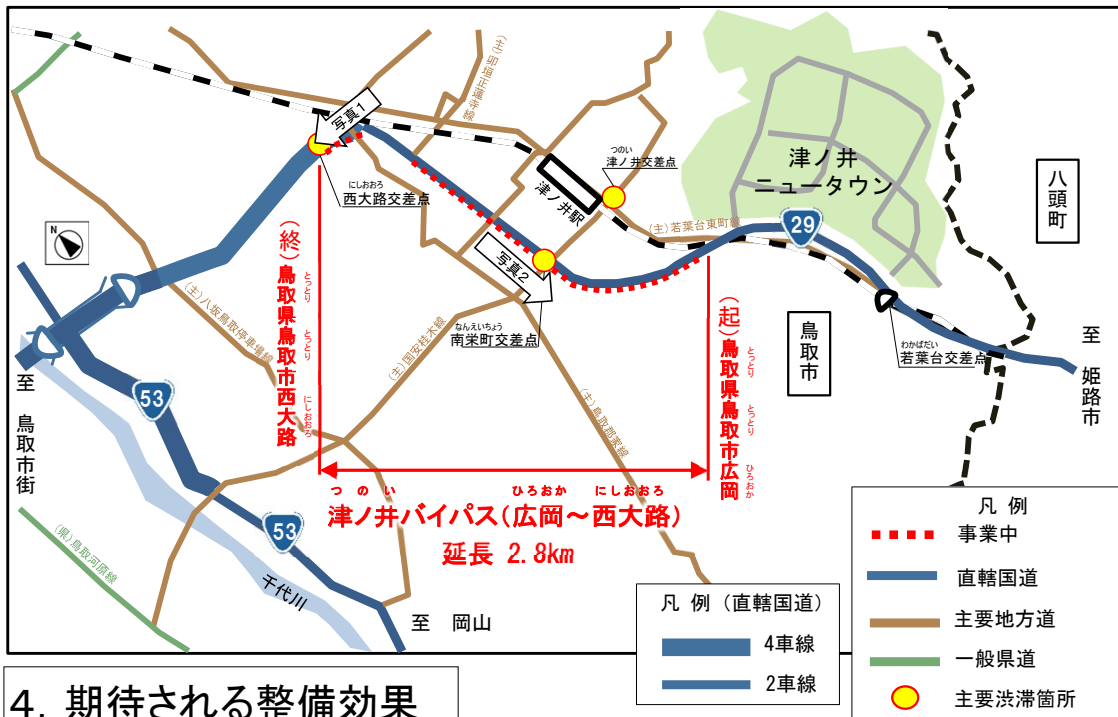 N
写真1
(主)卯垣正蓮寺線
つのい
津ノ井交差点
津ノ井駅
津ノ井
ニュータウン
八頭町
にしおおろ
西大路交差点
(主)若葉台東町線
29
写真2
なんえいちょう
南栄町交差点
(主)八坂鳥取停車場線
(主)国安桂木線
(主)鳥取郡家線
鳥取市
わかばだい
若葉台交差点
至 姫路市
至 鳥取市街
53
53
(終)鳥取県鳥取市西大路
とっとり とっとり にしおおろ
(起)鳥取県鳥取市広岡
とっとり とっとり ひろおか
つのい ひろおか にしおおろ
津ノ井バイパス(広岡~西大路)
延長 2.8km
(県)鳥取河原線
千代川
至 岡山
凡 例 (直轄国道)
4車線
2車線
凡 例
事業中
直轄国道
主要地方道
一般県道
主要渋滞箇所
4. 期待される整備効果